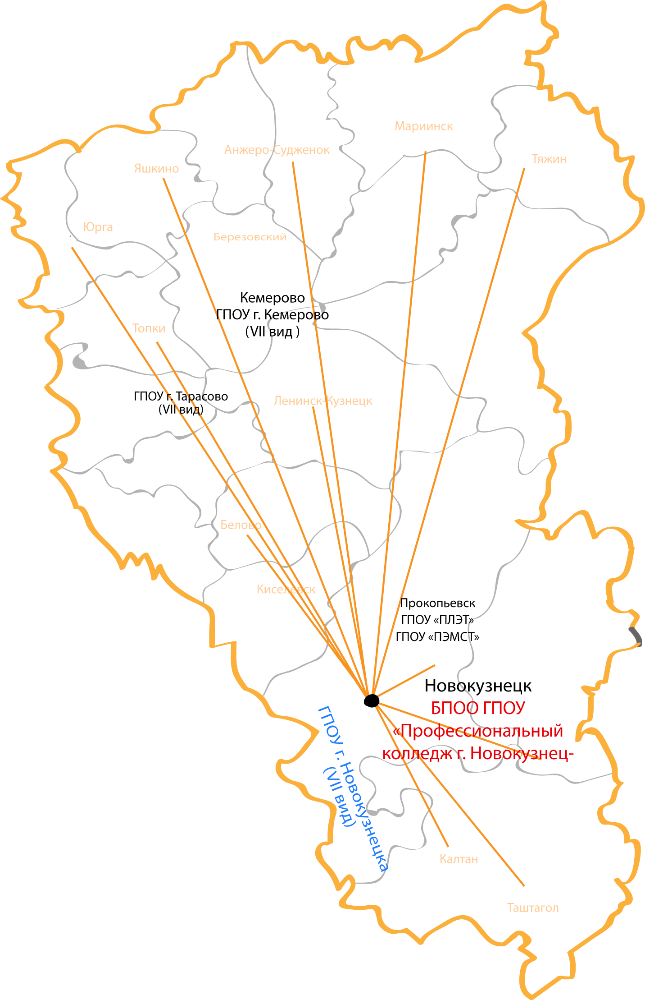 Мариинск
Анжеро-Судженок
Тяжин
Яшкино
Юрга
Березовский
Кемерово
ГПОУ г. Кемерово
(VII вид )
Топки
ГПОУ г. Тарасово
(VII вид)
Ленинск-Кузнецк
Белово
Киселевск
Прокопьевск
ГПОУ «ПЛЭТ»
ГПОУ «ПЭМСТ»
Новокузнецк
БПОО ГПОУ
«Профессиональный
колледж г. Новокузнец-
ГПОУ г. Новокузнецка
(VII вид)
Калтан
Таштагол